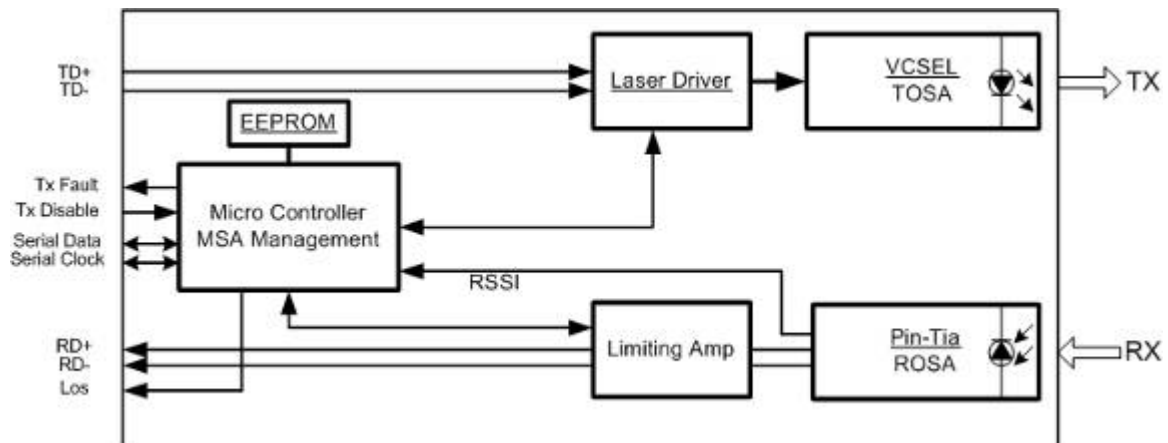 TD+
TD-
Laser Driver
VCSEL
TOSA
TX
EEPROM
Tx Fault
Tx Disable
Serial Data
Serial Clock
Micro Controller
MSA Management
RSSI
RD+
RD-
Los
Limiting Amp
Pin-Tia
ROSA
RX